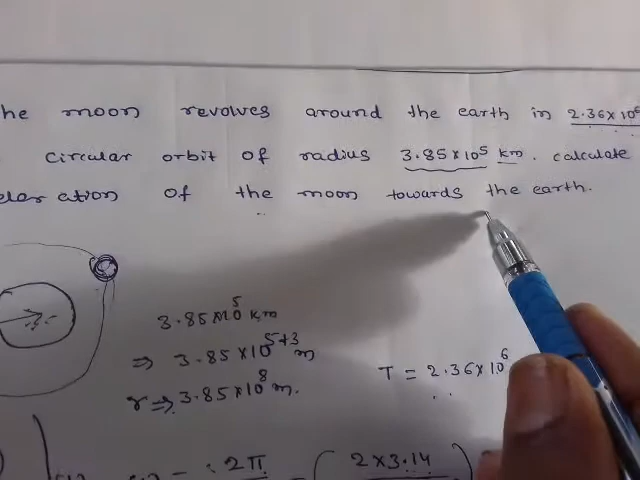 he moon revolves around the earth in 2.36×10⁶
circular orbit of radius 3.85×10⁵ km. calculate
eleration of the moon towards the earth.
3.85×10⁵ km
⇒ 3.85×10⁵⁺³ m
r ⇒ 3.85×10⁸ m.
T = 2.36×10⁶
2π
2×3.14